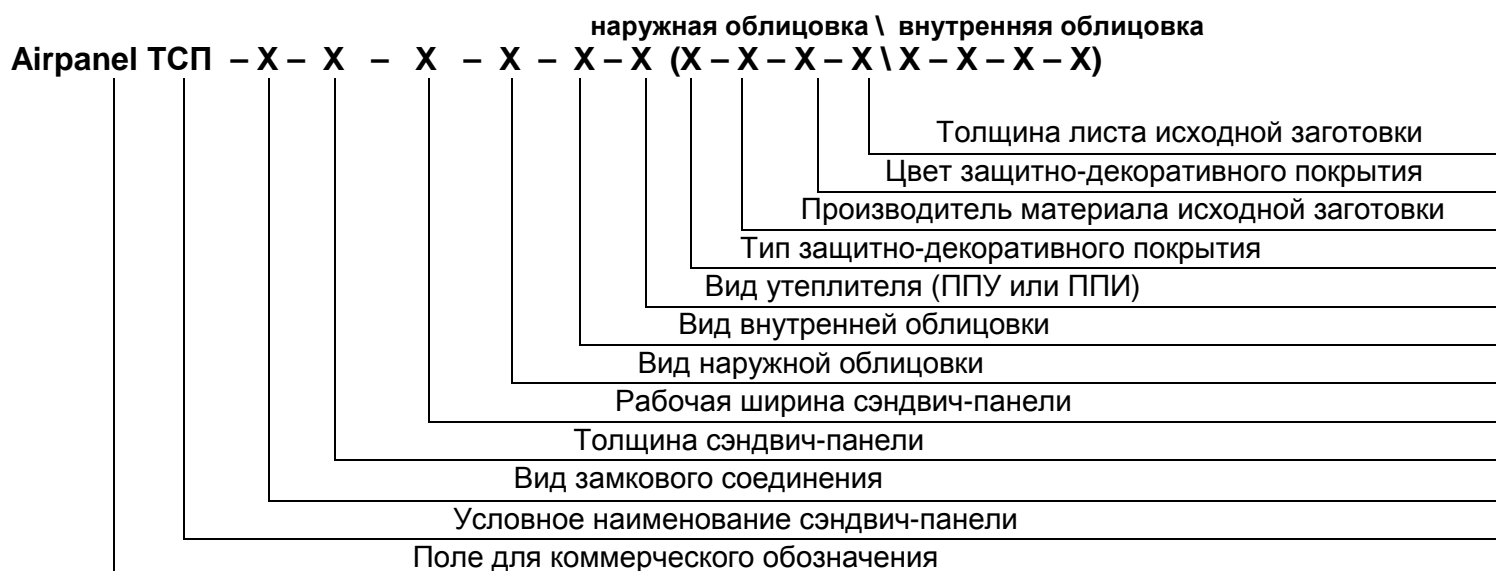 наружная облицовка \ внутренняя облицовка
Airpanel ТСП – X – X – X – X – X – X (X – X – X – X \ X – X – X – X)
Толщина листа исходной заготовки
Цвет защитно-декоративного покрытия
Производитель материала исходной заготовки
Тип защитно-декоративного покрытия
Вид утеплителя (ППУ или ППИ)
Вид внутренней облицовки
Вид наружной облицовки
Рабочая ширина сэндвич-панели
Толщина сэндвич-панели
Вид замкового соединения
Условное наименование сэндвич-панели
Поле для коммерческого обозначения